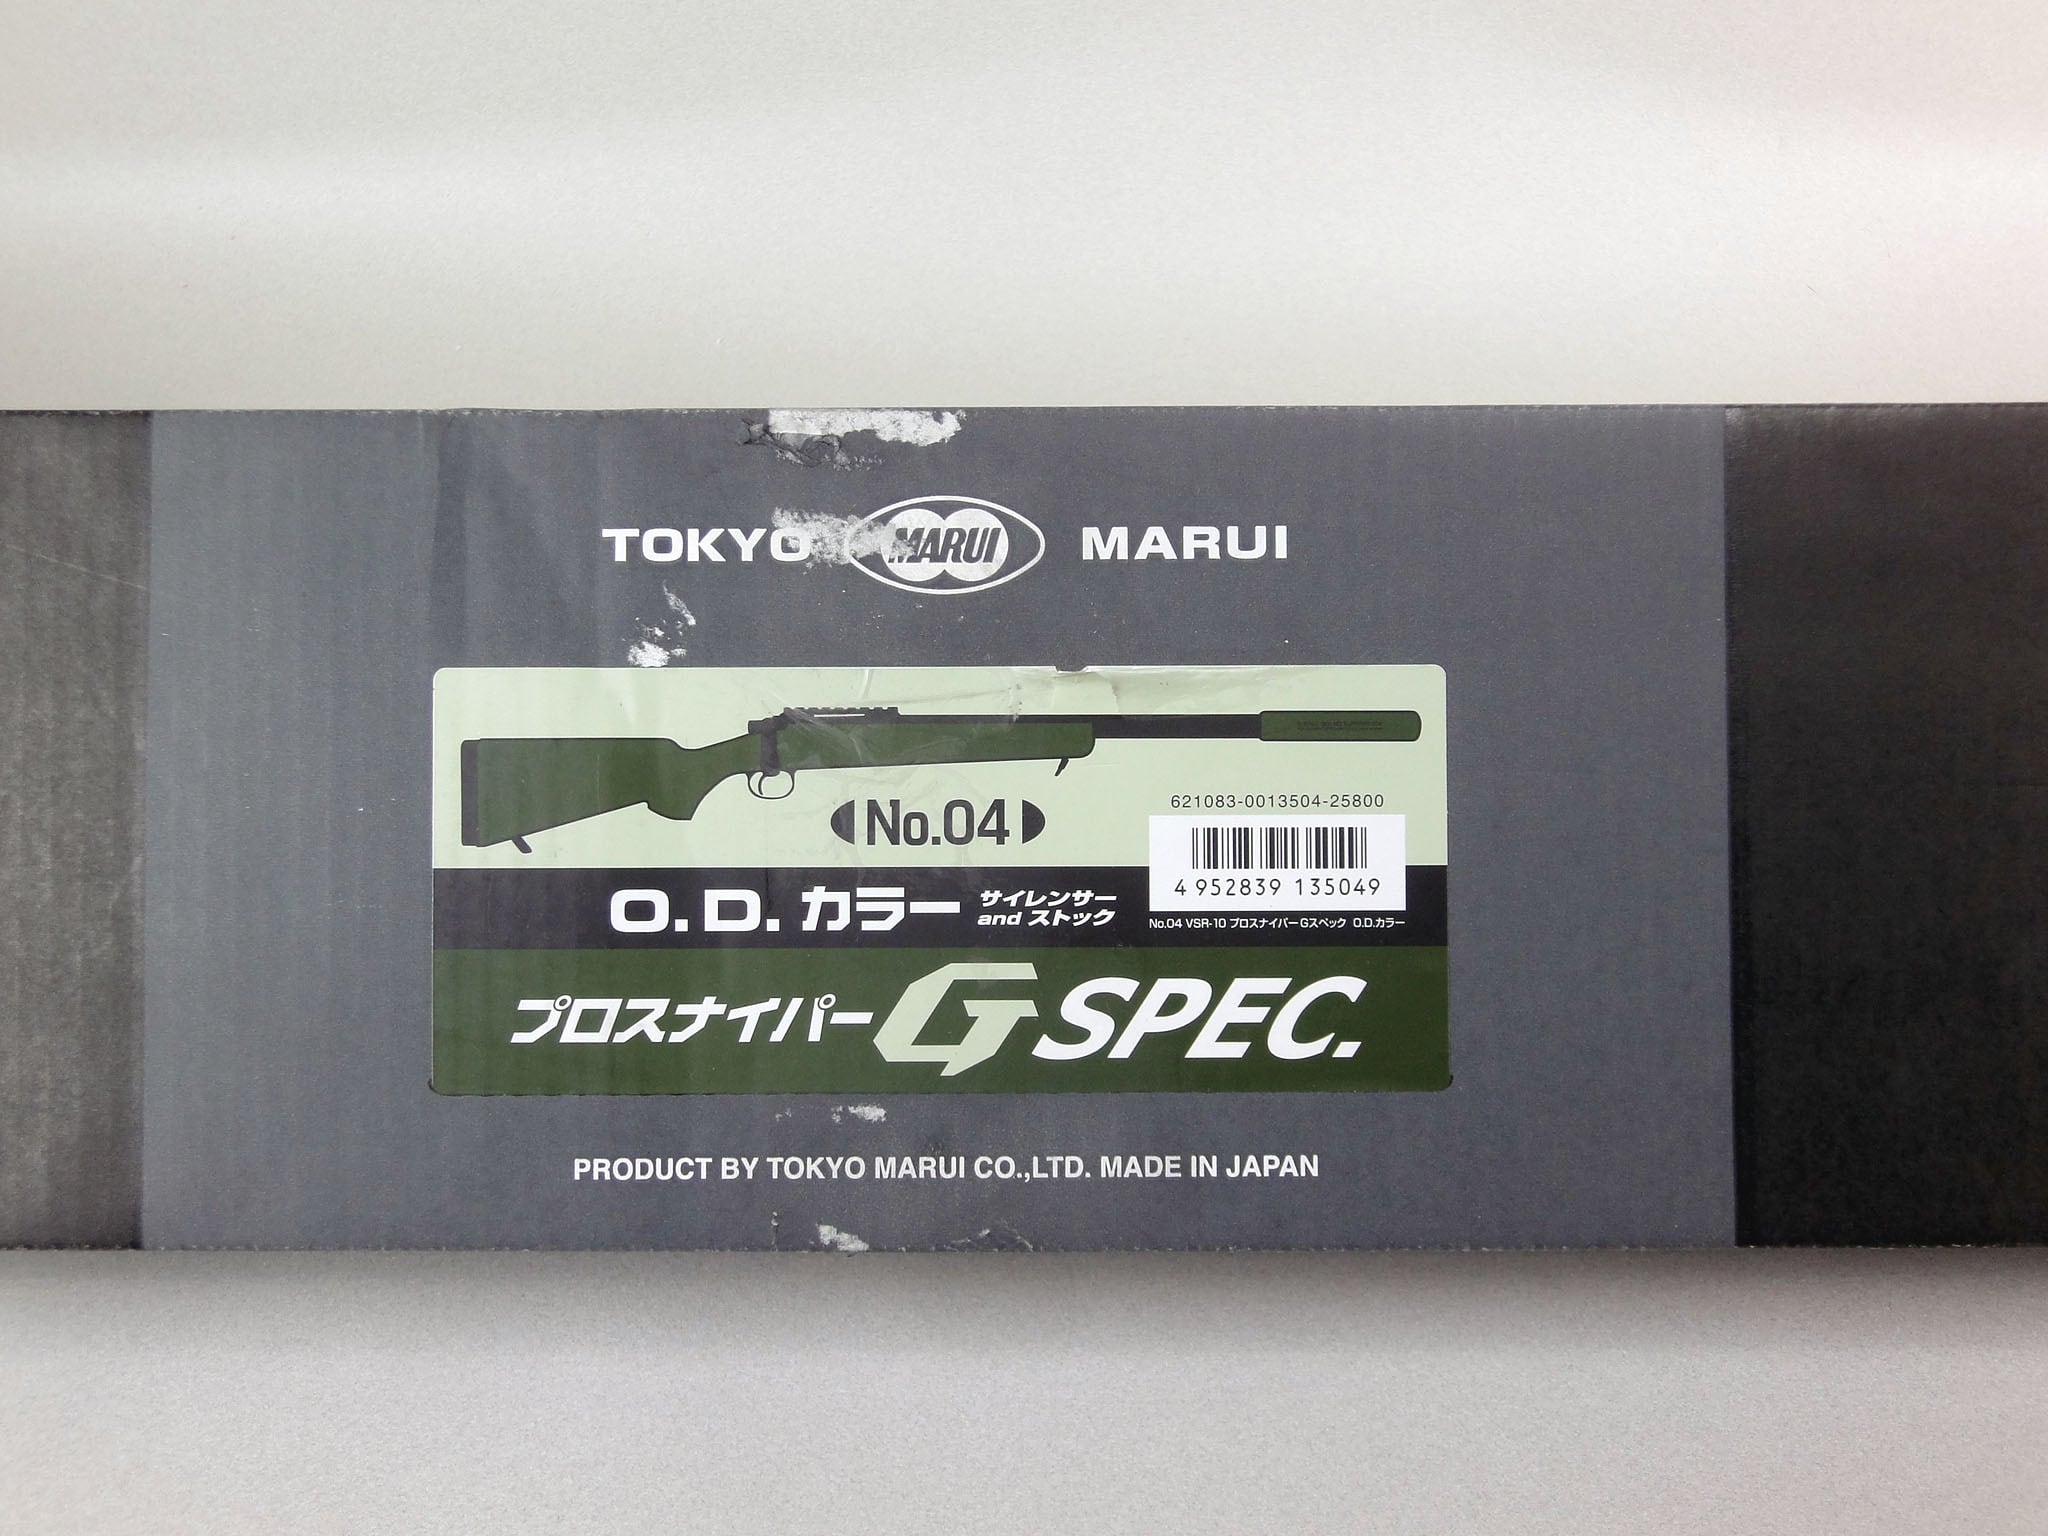 TOKYO MARUI MARUI
No.04
621083-0013504-25800
4 952839 135049
No.04 VSR-10 プロスナイパーGスペック O.D.カラー
O.D.カラー サイレンサー
and ストック
プロスナイパー G SPEC.
PRODUCT BY TOKYO MARUI CO.,LTD. MADE IN JAPAN